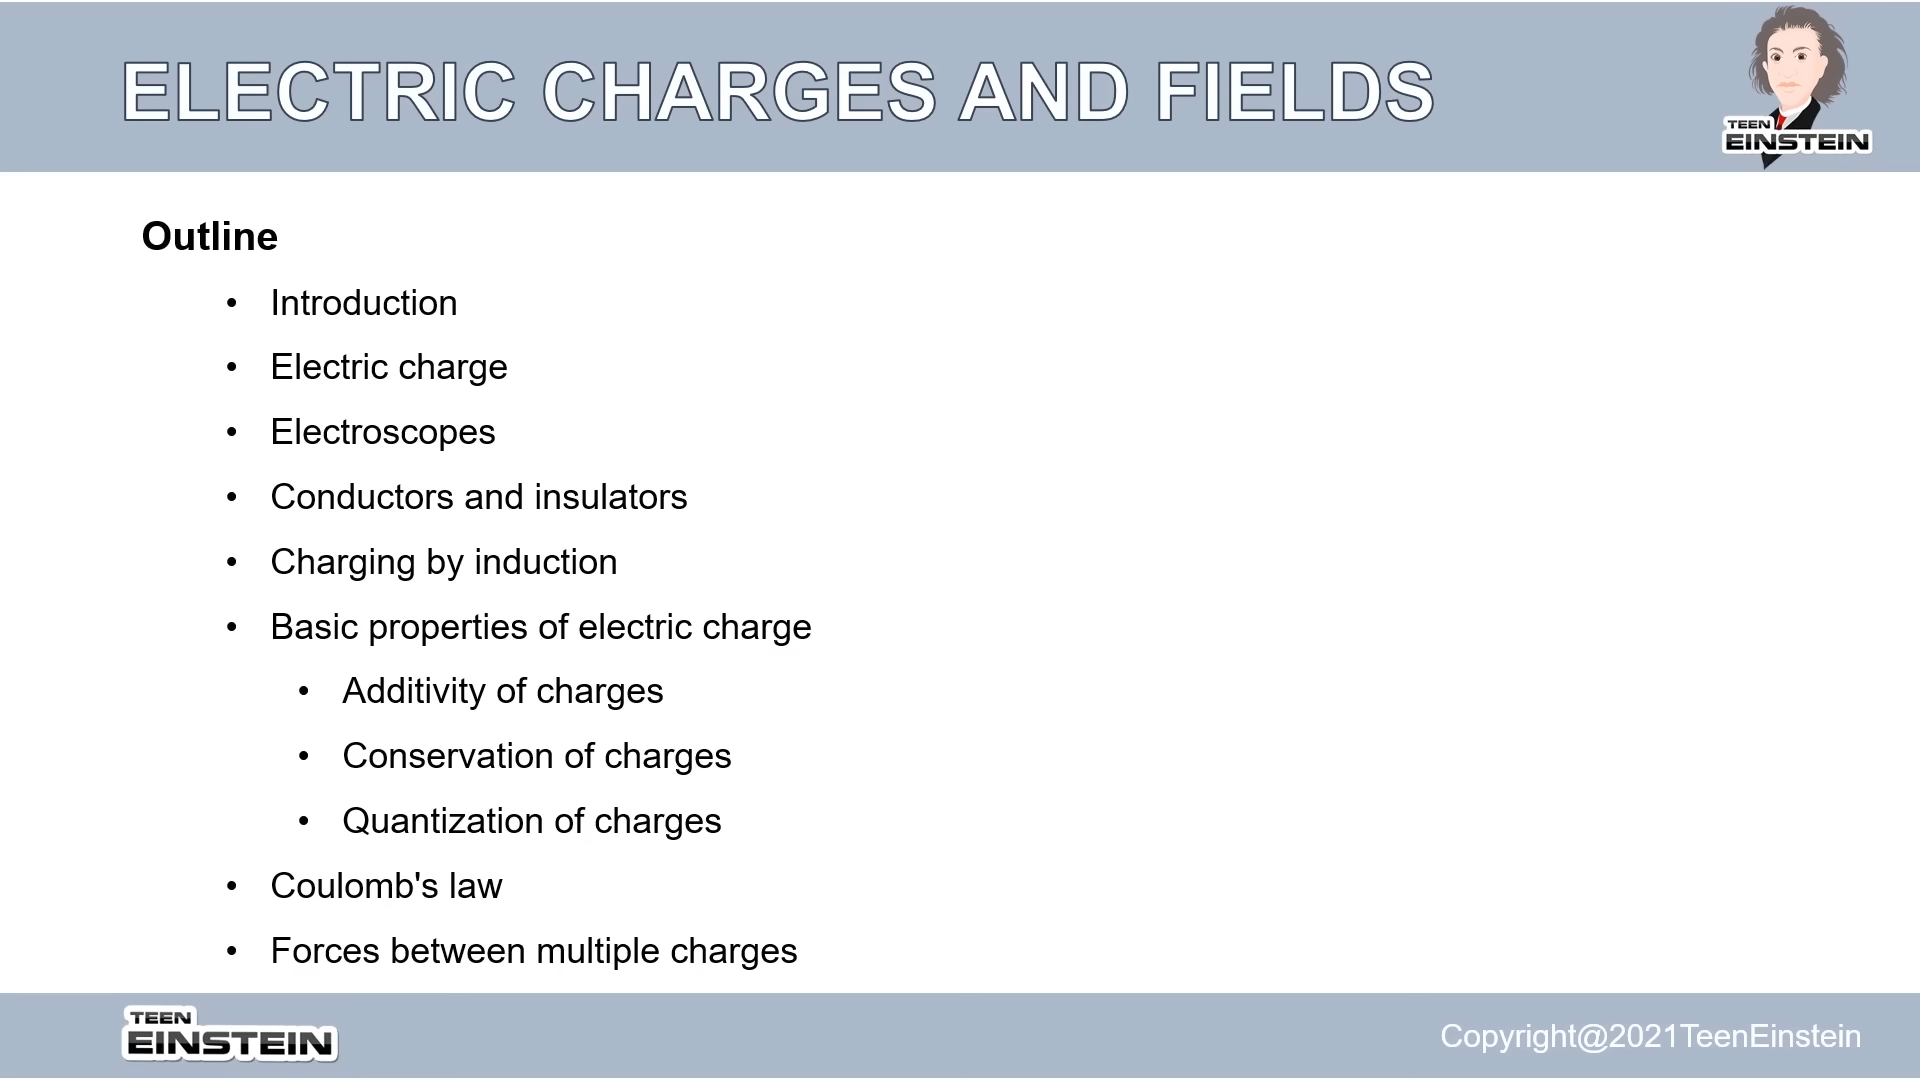 ELECTRIC CHARGES AND FIELDS
TEEN
EINSTEIN
Outline
• Introduction
• Electric charge
• Electroscopes
• Conductors and insulators
• Charging by induction
• Basic properties of electric charge
• Additivity of charges
• Conservation of charges
• Quantization of charges
• Coulomb's law
• Forces between multiple charges
TEEN
EINSTEIN
Copyright@2021TeenEinstein